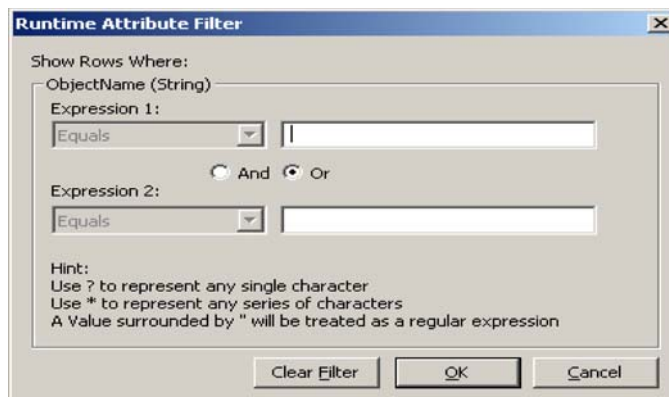 Runtime Attribute Filter
Show Rows Where:
ObjectName (String)
Expression 1:
Equals
And Or
Expression 2:
Equals
Hint:
Use ? to represent any single character
Use * to represent any series of characters
A Value surrounded by " will be treated as a regular expression
Clear Filter OK Cancel